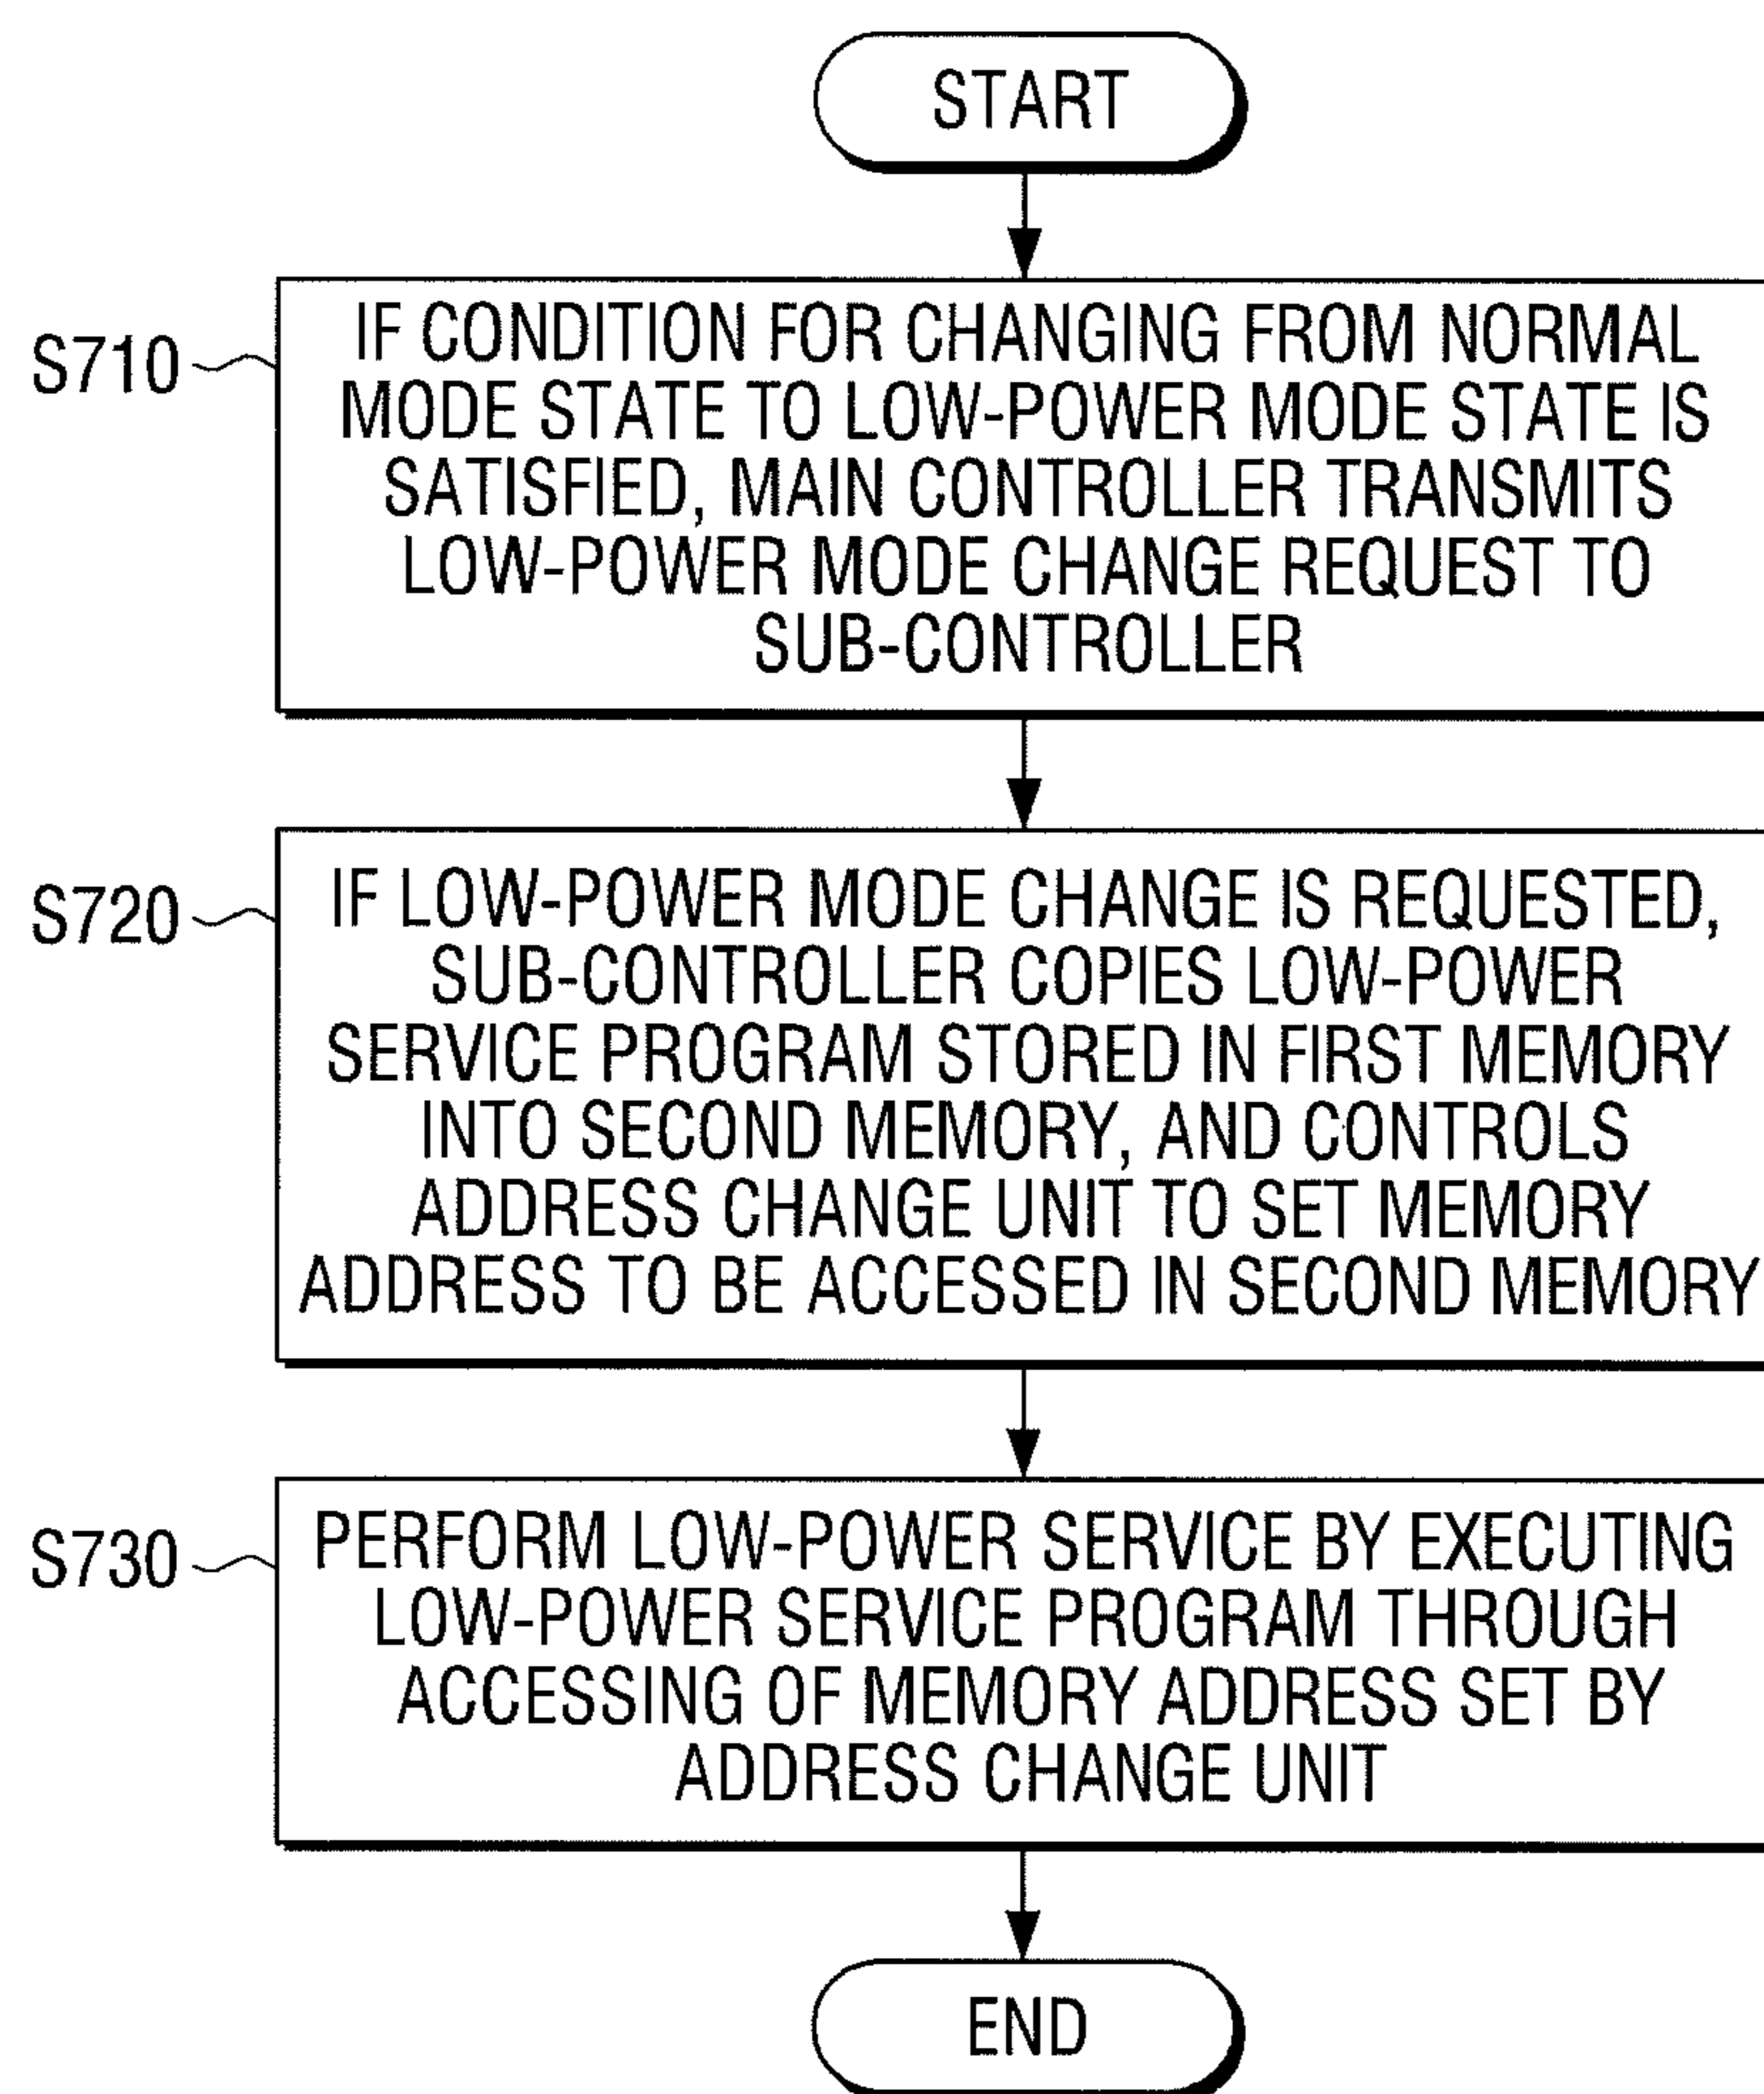 START
S710
IF CONDITION FOR CHANGING FROM NORMAL
MODE STATE TO LOW-POWER MODE STATE IS
SATISFIED, MAIN CONTROLLER TRANSMITS
LOW-POWER MODE CHANGE REQUEST TO
SUB-CONTROLLER
S720
IF LOW-POWER MODE CHANGE IS REQUESTED,
SUB-CONTROLLER COPIES LOW-POWER
SERVICE PROGRAM STORED IN FIRST MEMORY
INTO SECOND MEMORY, AND CONTROLS
ADDRESS CHANGE UNIT TO SET MEMORY
ADDRESS TO BE ACCESSED IN SECOND MEMORY
S730
PERFORM LOW-POWER SERVICE BY EXECUTING
LOW-POWER SERVICE PROGRAM THROUGH
ACCESSING OF MEMORY ADDRESS SET BY
ADDRESS CHANGE UNIT
END